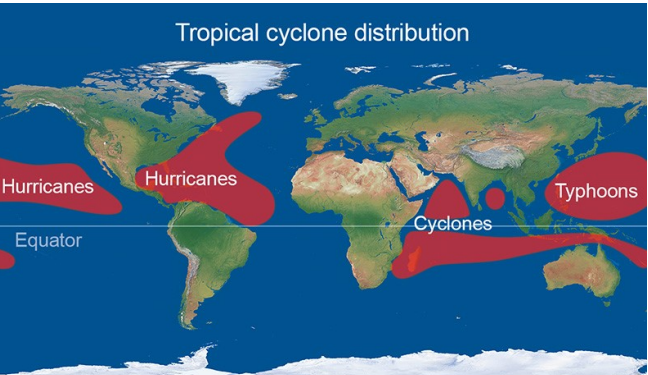 Tropical cyclone distribution
Hurricanes
Hurricanes
Typhoons
Cyclones
Equator